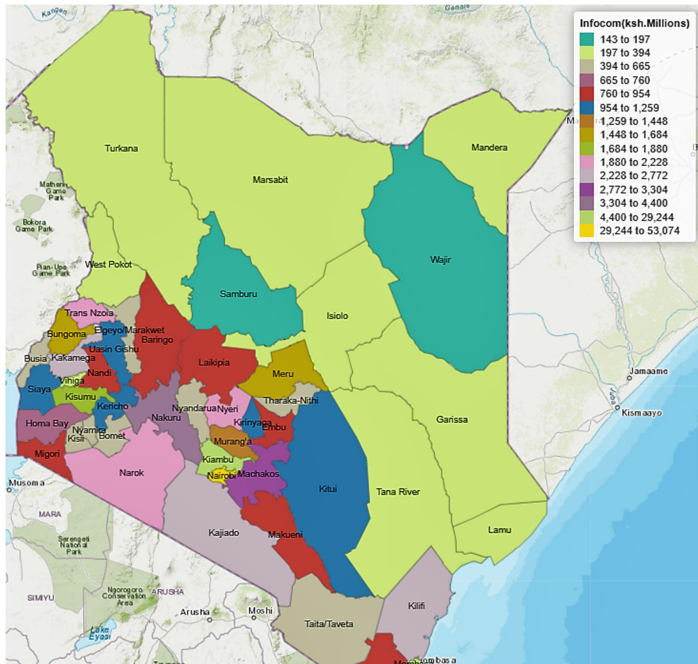 Infocom(ksh.Millions)
143 to 197
197 to 394
394 to 665
665 to 760
760 to 954
954 to 1,259
1,259 to 1,448
1,448 to 1,684
1,684 to 1,880
1,880 to 2,228
2,228 to 2,772
2,772 to 3,304
3,304 to 4,400
4,400 to 29,244
29,244 to 53,074
Kangen
Turkana
Marsabit
Mandera
Game
Park
Bokora
Game Park
Game Park
West Pokot
Samburu
Wajir
Isiolo
Trans Nzoia
Bungoma
Elgeyo/Marakwet
Baringo
Uasin Gishu
Busia
Kakamega
Nandi
Laikipia
Meru
Vihiga
Siaya
Kisumu
Kericho
Nakuru
Nyandarua
Nyeri
Tharaka-Nithi
Homa Bay
Nyamira
Kisii
Bomet
Kirinyaga
Embu
Murang'a
Garissa
Jamaame
Juba
Kismaayo
Migori
Narok
Kiambu
Nairobi
Machakos
Kitui
Tana River
Musoma
MARA
Kajiado
Makueni
Lamu
Serengeti
National
Park
SIMIYU
Ngorogoro
Conservation
Area
ARUSHA
Arusha
Moshi
Lake
Eyasi
Taita/Taveta
Kilifi